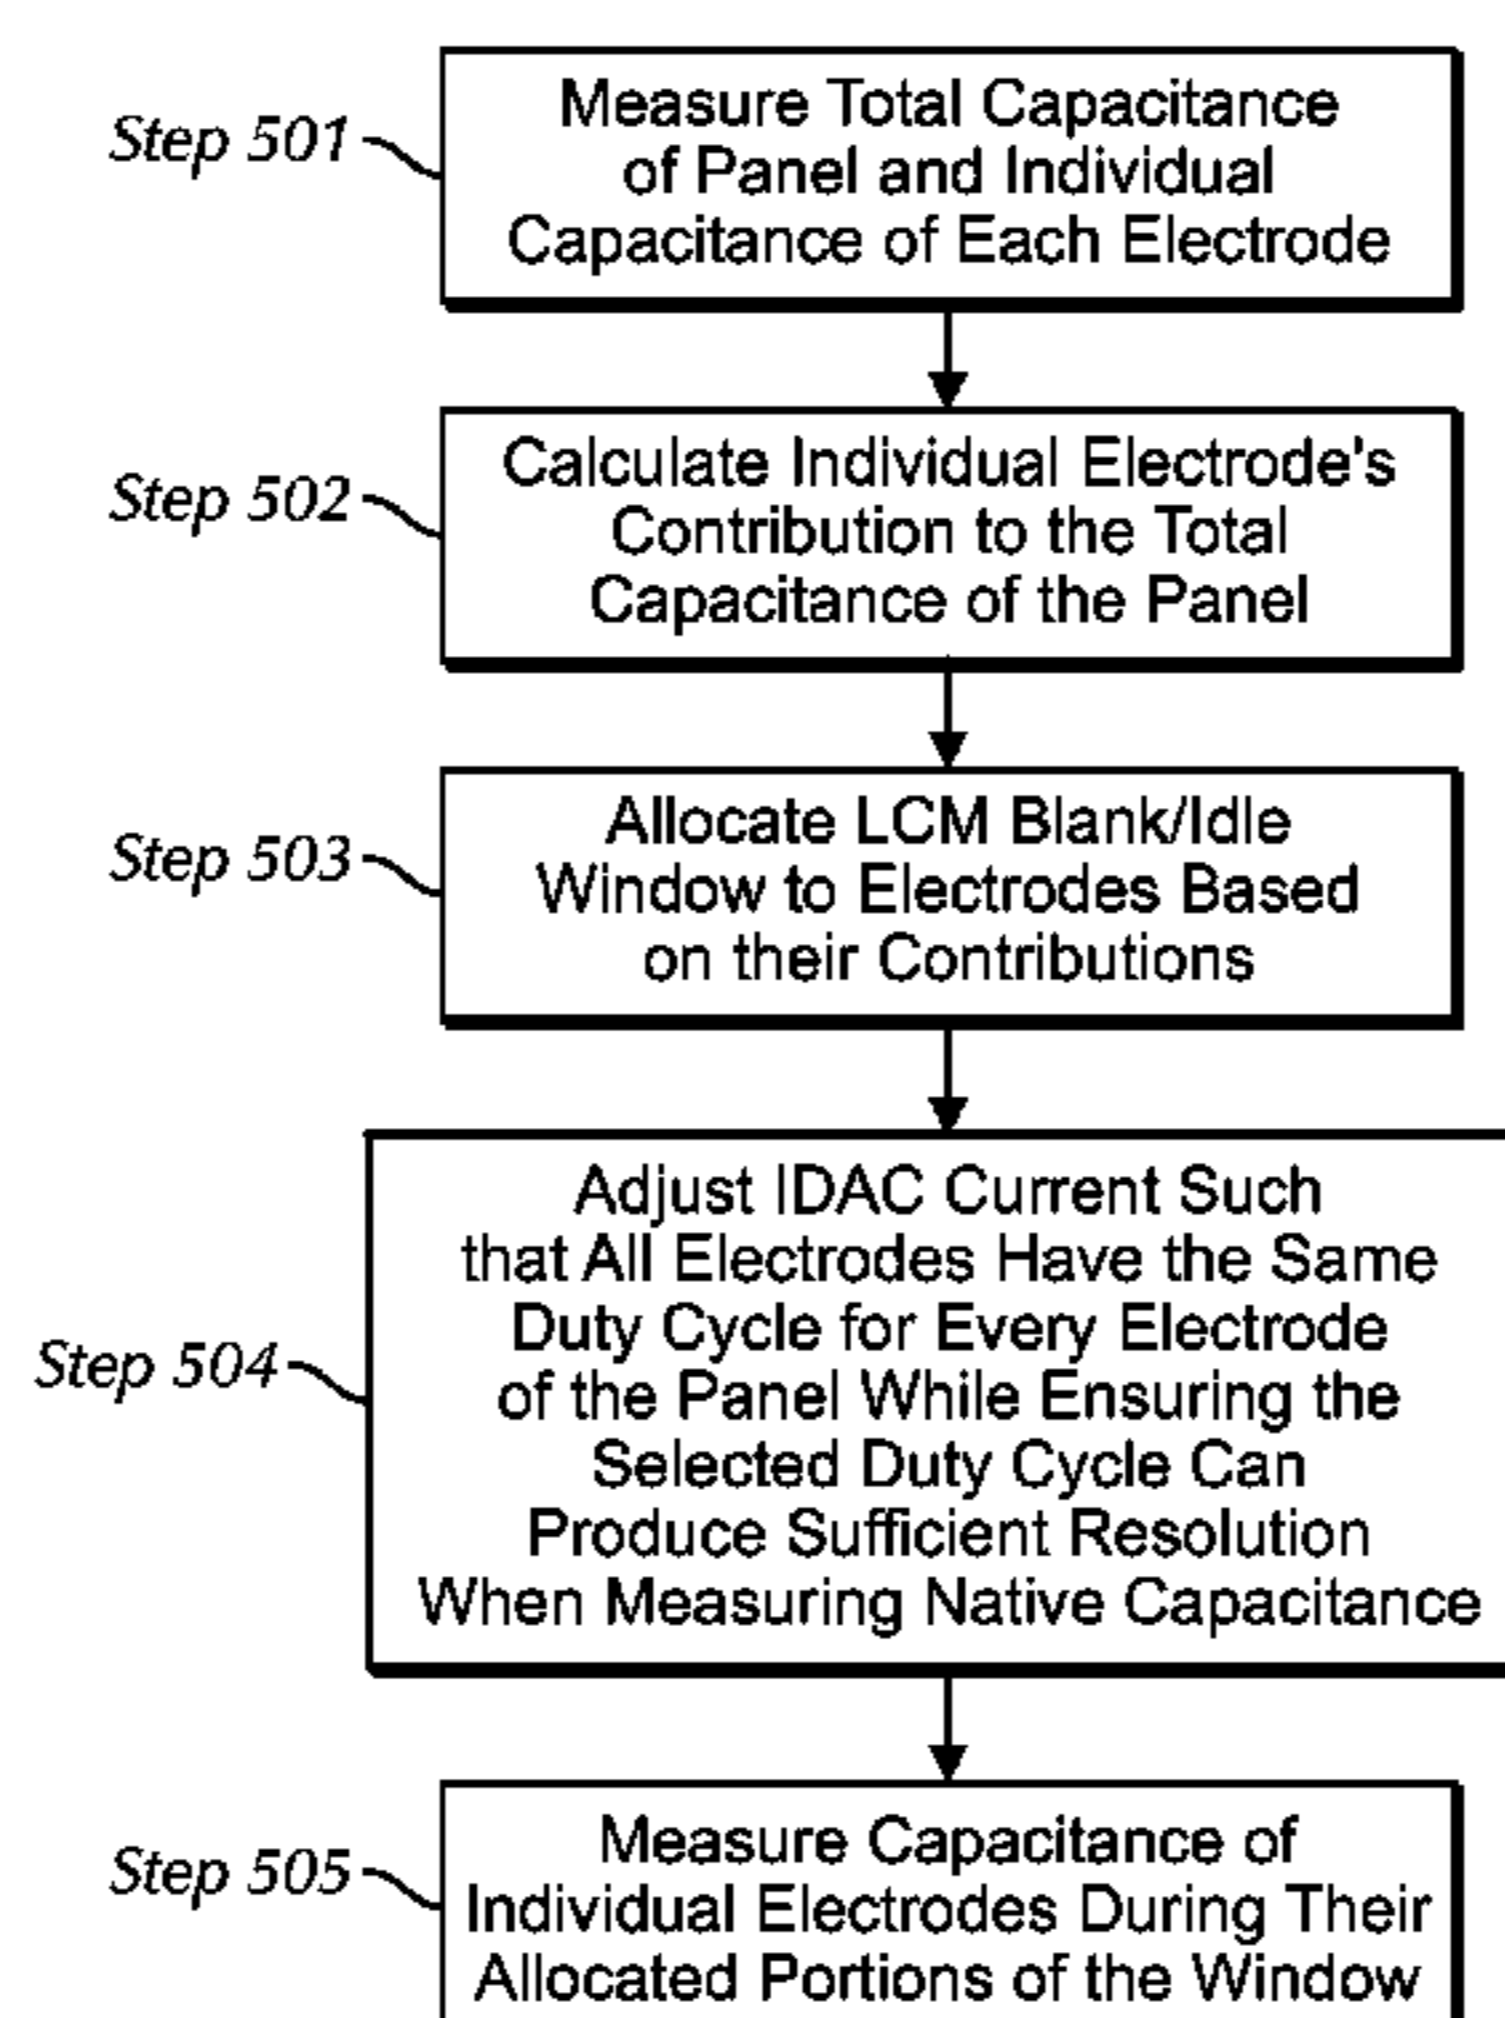 Step 501
Measure Total Capacitance
of Panel and Individual
Capacitance of Each Electrode
Step 502
Calculate Individual Electrode's
Contribution to the Total
Capacitance of the Panel
Step 503
Allocate LCM Blank/Idle
Window to Electrodes Based
on their Contributions
Step 504
Adjust IDAC Current Such
that All Electrodes Have the Same
Duty Cycle for Every Electrode
of the Panel While Ensuring the
Selected Duty Cycle Can
Produce Sufficient Resolution
When Measuring Native Capacitance
Step 505
Measure Capacitance of
Individual Electrodes During Their
Allocated Portions of the Window